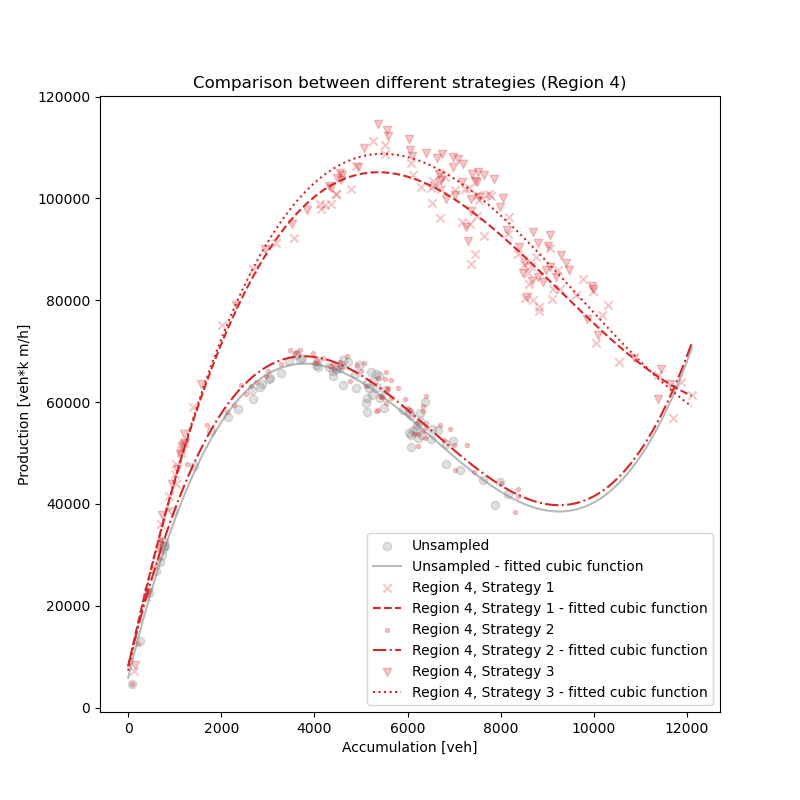 Comparison between different strategies (Region 4)
120000
100000
80000
60000
40000
20000
0
Production [veh*k m/h]
Unsampled
Unsampled - fitted cubic function
Region 4, Strategy 1
Region 4, Strategy 1 - fitted cubic function
Region 4, Strategy 2
Region 4, Strategy 2 - fitted cubic function
Region 4, Strategy 3
Region 4, Strategy 3 - fitted cubic function
0 2000 4000 6000 8000 10000 12000
Accumulation [veh]